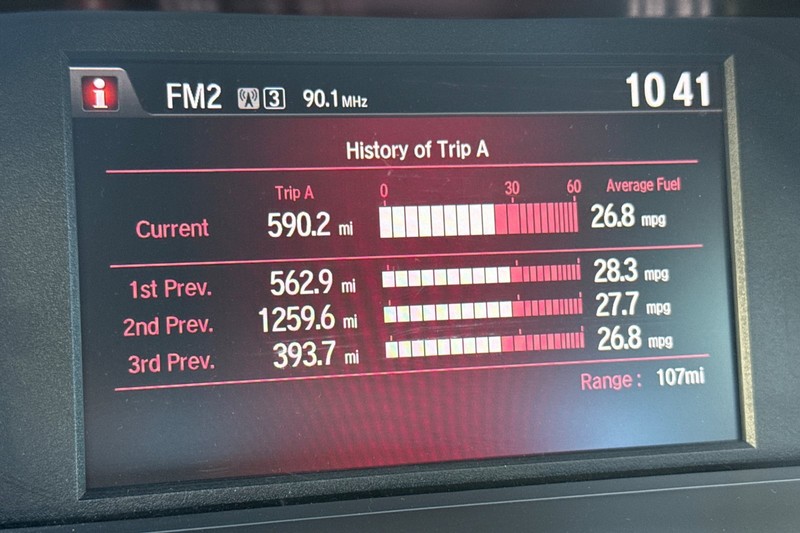 i FM2 3 90.1 MHz 10 41
History of Trip A
Trip A 0 30 60 Average Fuel
Current 590.2 mi 26.8 mpg
1st Prev. 562.9 mi 28.3 mpg
2nd Prev. 1259.6 mi 27.7 mpg
3rd Prev. 393.7 mi 26.8 mpg
Range : 107mi